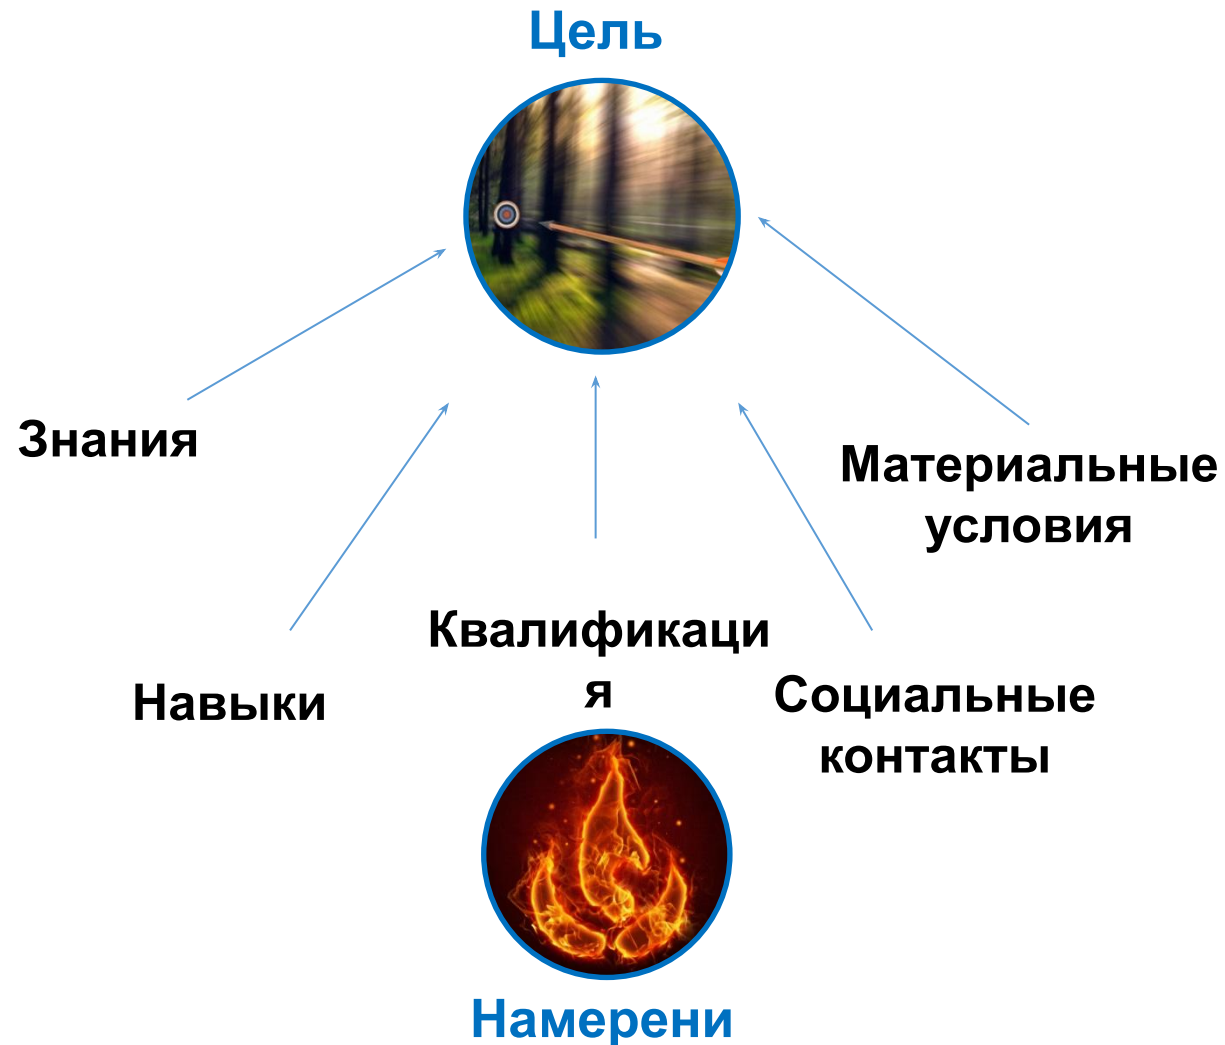 Цель
Знания
Материальные
условия
Квалификаци
я
Навыки
Социальные
контакты
Намерени